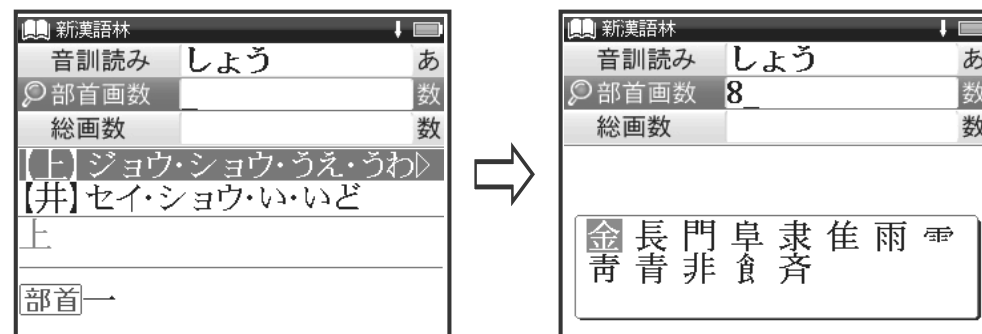 新漢語林
音訓読み しょう あ
部首画数 _ 数
総画数 数
【上】ジョウ・ショウ・うえ・うわ▷
【井】セイ・ショウ・い・いど
上
部首 一
新漢語林
音訓読み しょう あ
部首画数 8_ 数
総画数 数
金 長 門 阜 隶 隹 雨 ⻗
靑 青 非 飠 斉